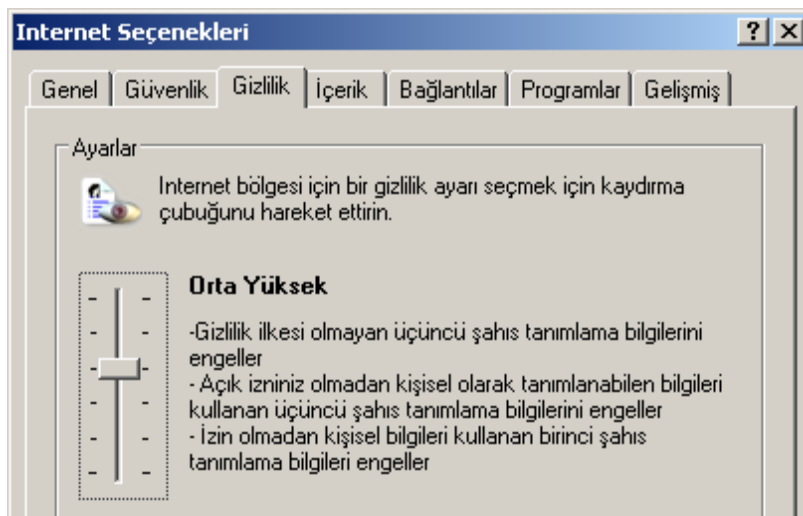 Internet Seçenekleri
Genel Güvenlik Gizlilik İçerik Bağlantılar Programlar Gelişmiş
Ayarlar
Internet bölgesi için bir gizlilik ayarı seçmek için kaydırma
çubuğunu hareket ettirin.
Orta Yüksek
-Gizlilik ilkesi olmayan üçüncü şahıs tanımlama bilgilerini
engeller
- Açık izniniz olmadan kişisel olarak tanımlanabilen bilgileri
kullanan üçüncü şahıs tanımlama bilgilerini engeller
- İzin olmadan kişisel bilgileri kullanan birinci şahıs
tanımlama bilgileri engeller